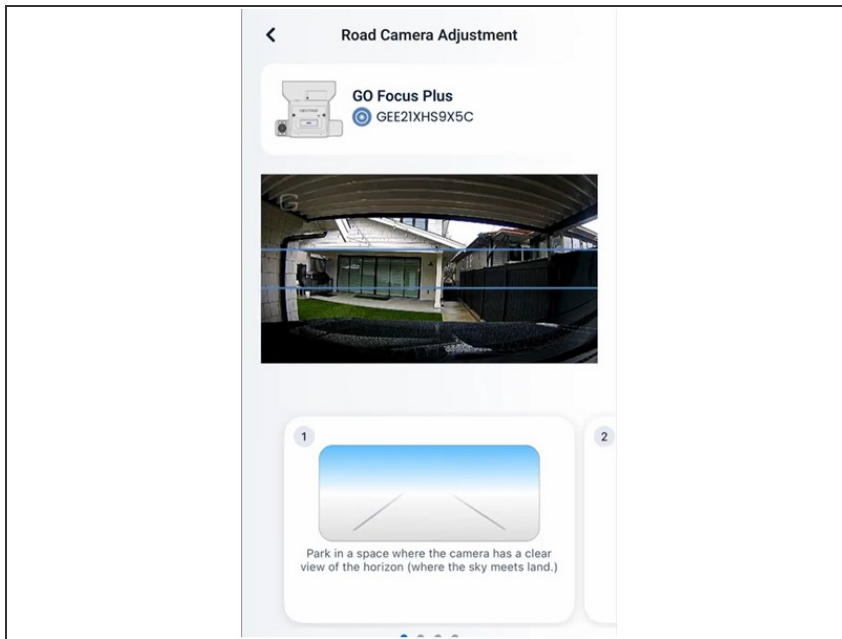 Road Camera Adjustment
GO Focus Plus
GEE21XHS9X5C
G
1
2
Park in a space where the camera has a clear
view of the horizon (where the sky meets land.)